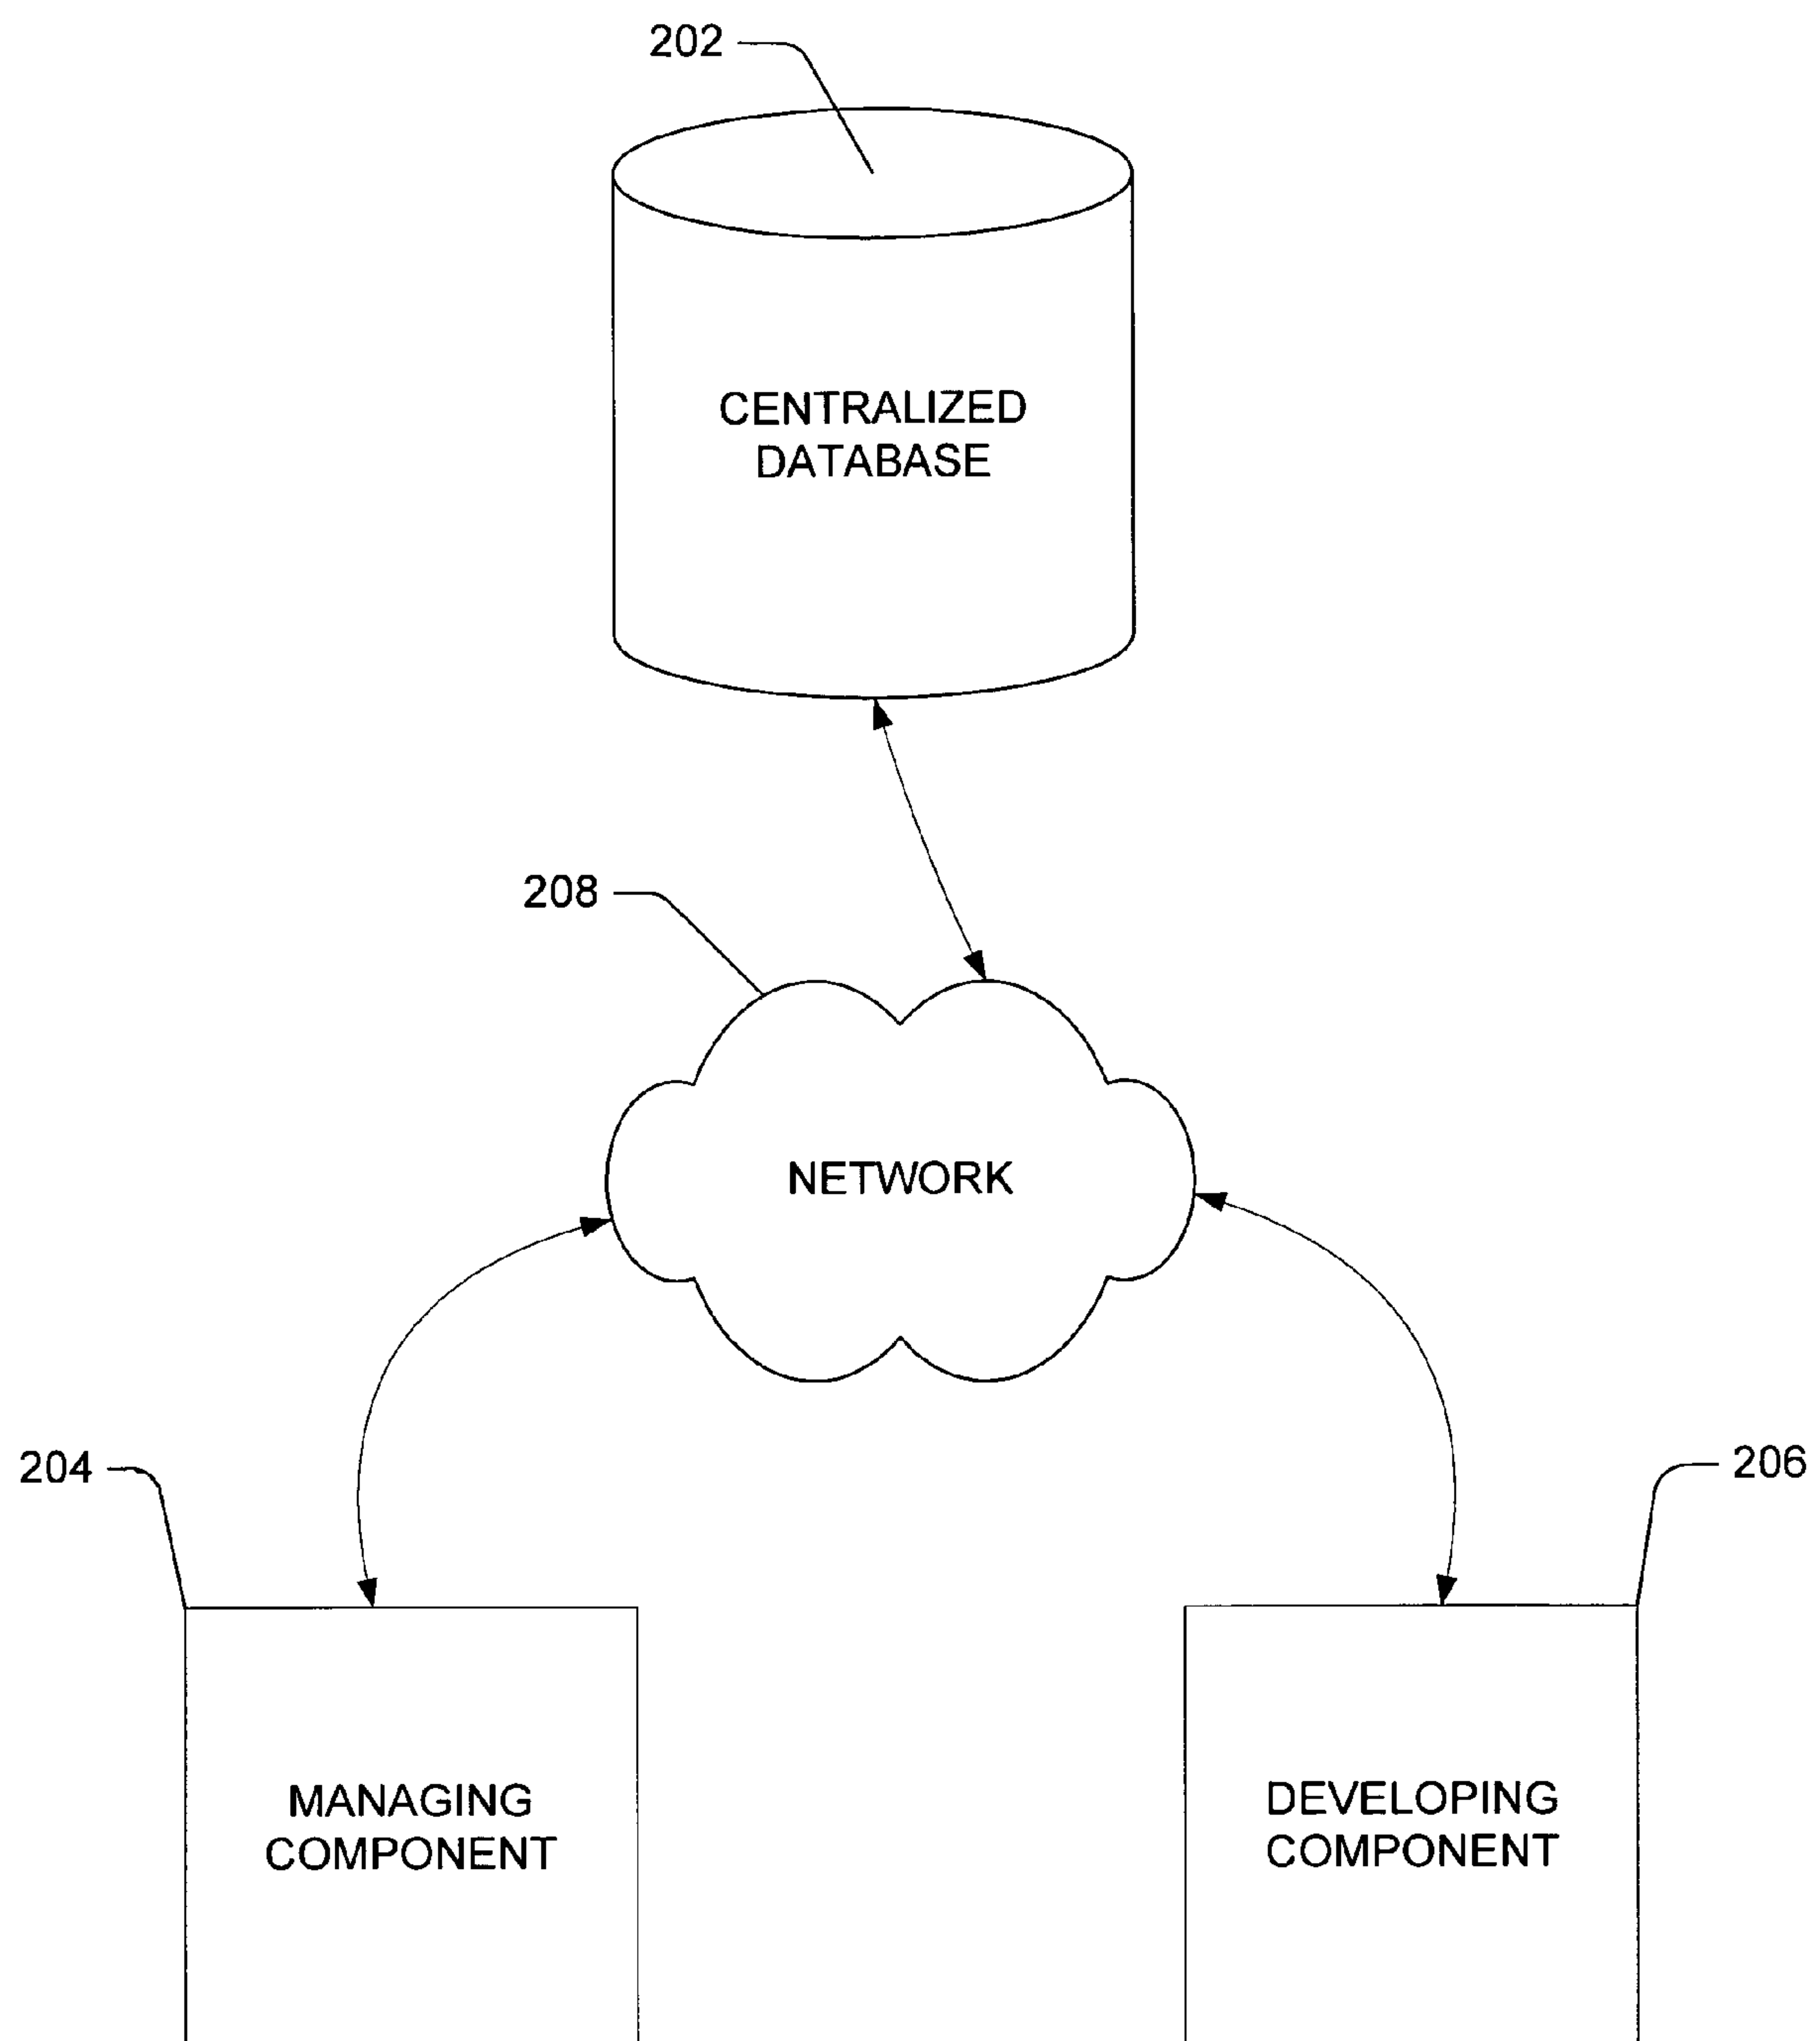 202
CENTRALIZED
DATABASE
208
NETWORK
204
206
MANAGING
COMPONENT
DEVELOPING
COMPONENT